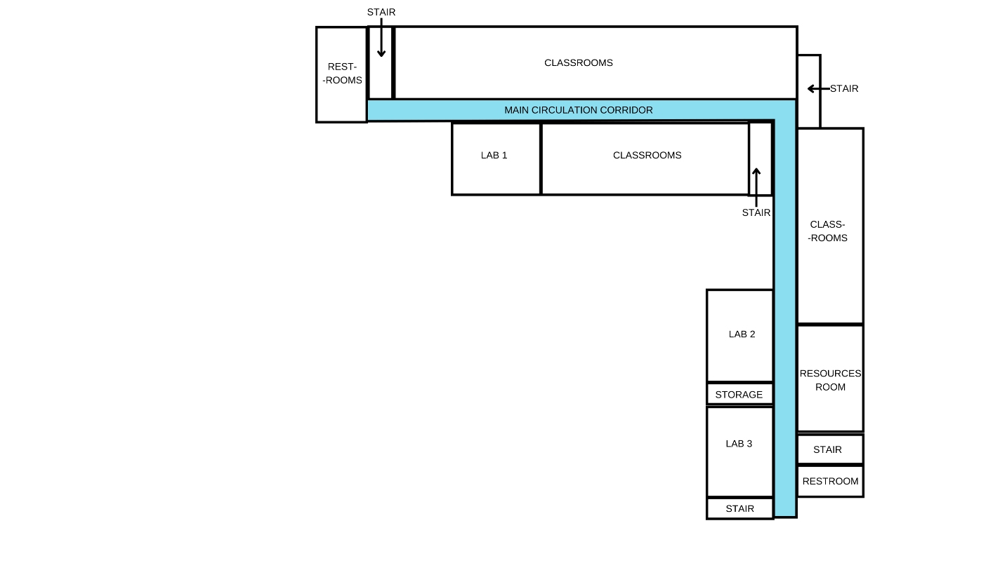 STAIR
REST-
-ROOMS
CLASSROOMS
STAIR
MAIN CIRCULATION CORRIDOR
LAB 1
CLASSROOMS
STAIR
CLASS-
-ROOMS
LAB 2
RESOURCES
ROOM
STORAGE
LAB 3
STAIR
RESTROOM
STAIR